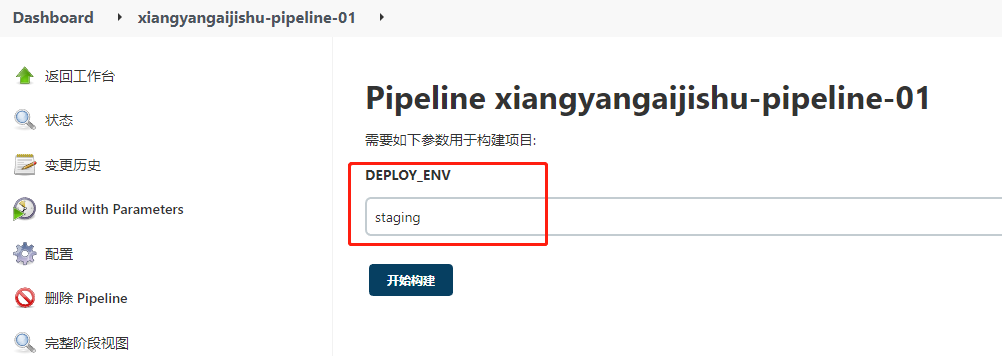 Dashboard xiangyangaijishu-pipeline-01
返回工作台
状态
变更历史
Build with Parameters
配置
删除 Pipeline
完整阶段视图
Pipeline xiangyangaijishu-pipeline-01
需要如下参数用于构建项目:
DEPLOY_ENV
staging
开始构建